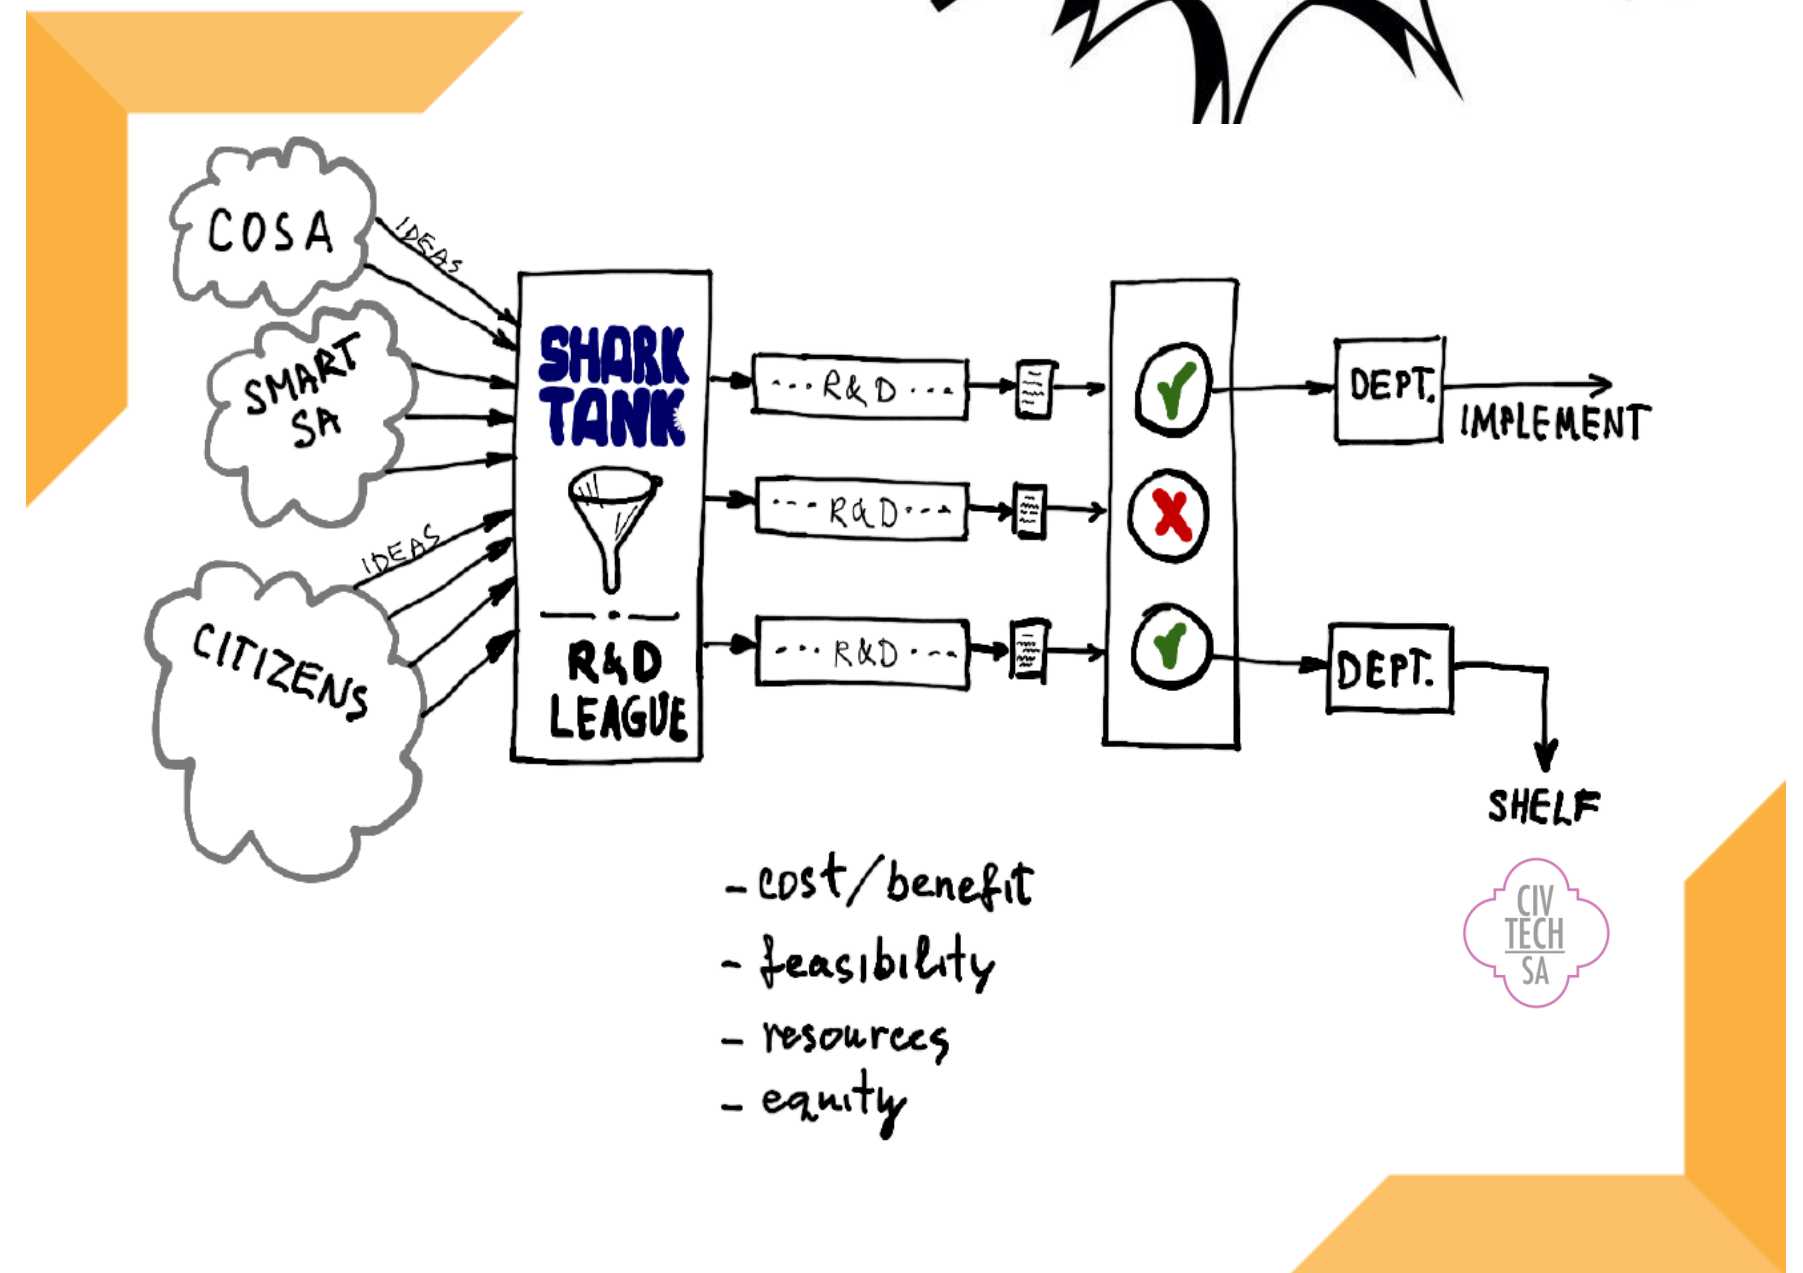 COSA
IDEAS
SMART
SA
IDEAS
CITIZENS
SHARK
TANK
R&D
LEAGUE
... R&D ...
--- R&D ---
--- R&D ---
DEPT.
IMPLEMENT
DEPT.
SHELF
- cost/benefit
- feasibility
- resources
- equity
CIV
TECH
SA